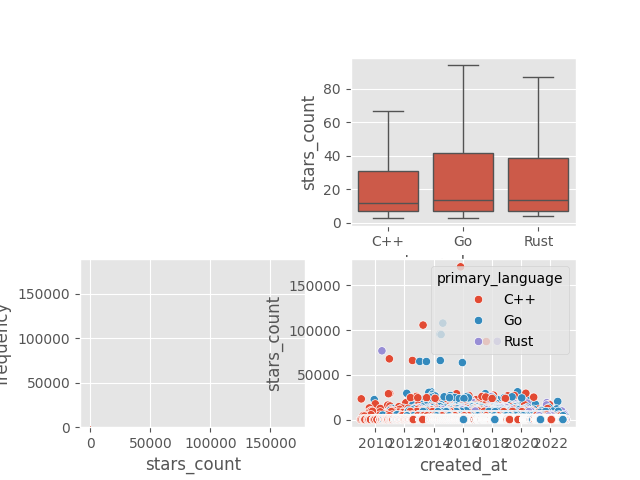 80
60
40
20
0
stars_count
C++
Go
Rust
150000
100000
50000
0
frequency
0
50000
100000
150000
stars_count
150000
100000
50000
0
stars_count
primary_language
C++
Go
Rust
2010 2012 2014 2016 2018 2020 2022
created_at